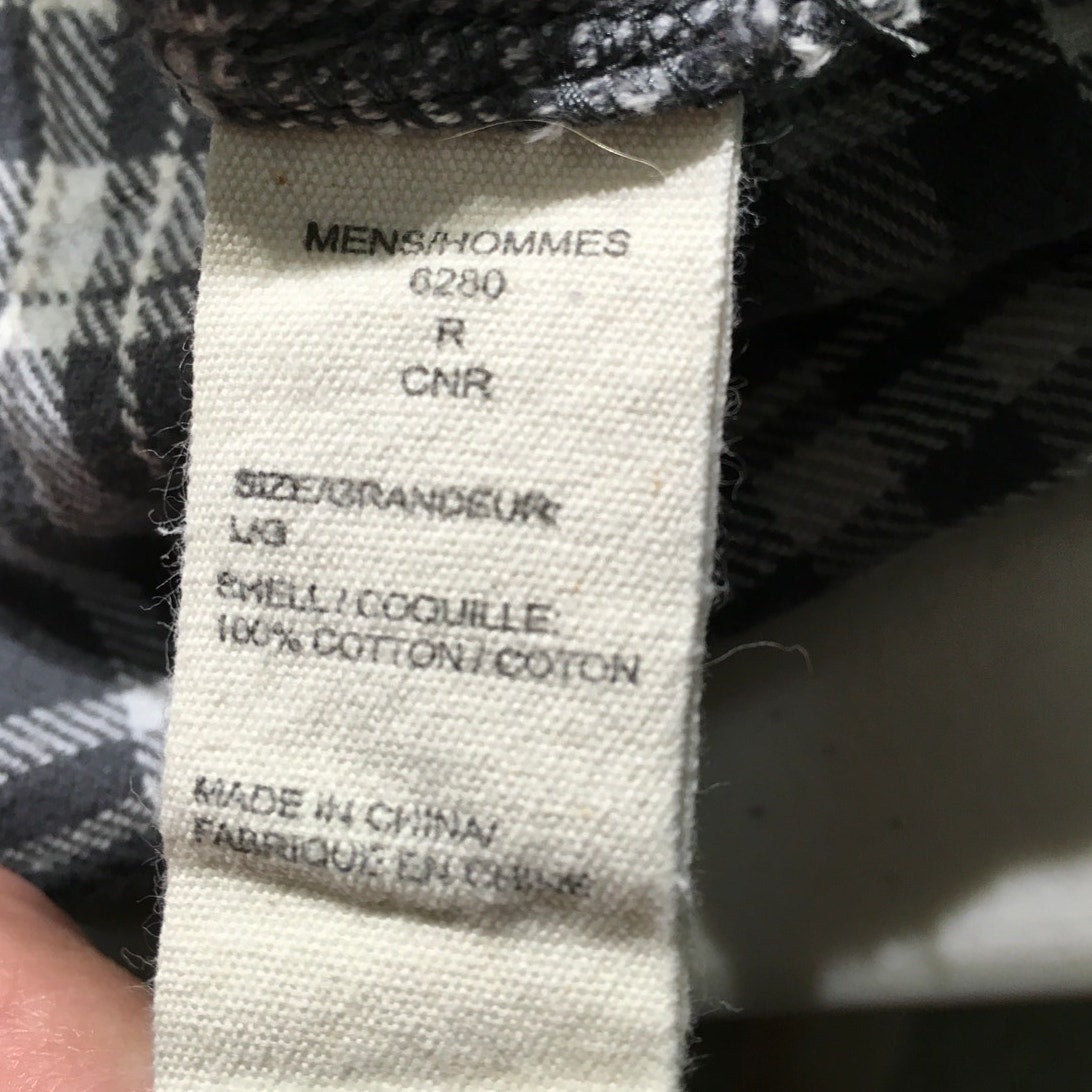 MENS/HOMMES
6280
R
CNR
SIZE/GRANDEUR:
L/G
SHELL / COQUILLE:
100% COTTON / COTON
MADE IN CHINA/
FABRIQUE EN CHINE